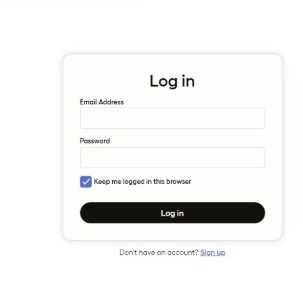 Log in
Email Address
Password
Keep me logged in this browser
Log in
Don't have an account? Sign up